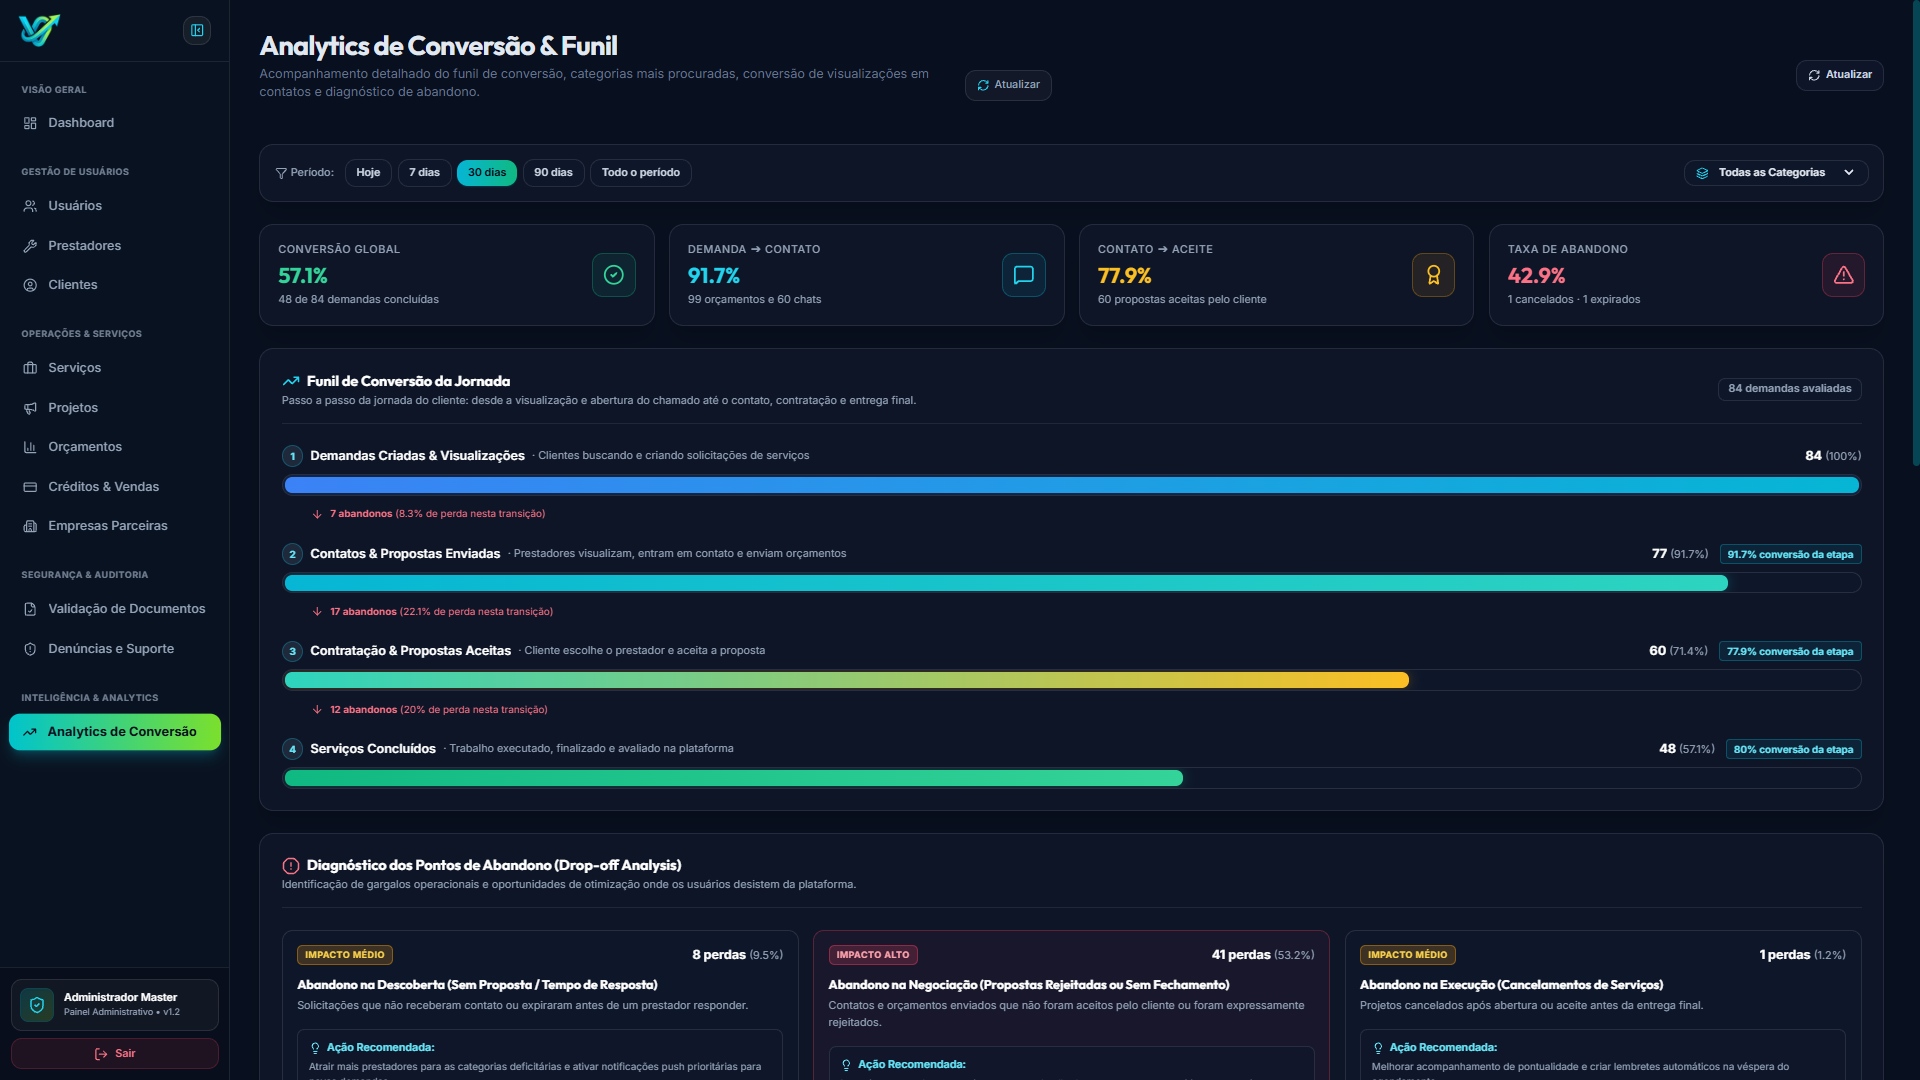 VISÃO GERAL
Dashboard
GESTÃO DE USUÁRIOS
Usuários
Prestadores
Clientes
OPERAÇÕES & SERVIÇOS
Serviços
Projetos
Orçamentos
Créditos & Vendas
Empresas Parceiras
SEGURANÇA & AUDITORIA
Validação de Documentos
Denúncias e Suporte
INTELIGÊNCIA & ANALYTICS
Analytics de Conversão
Administrador Master
Painel Administrativo • v1.2
Sair
Analytics de Conversão & Funil
Acompanhamento detalhado do funil de conversão, categorias mais procuradas, conversão de visualizações em
contatos e diagnóstico de abandono.
Atualizar
Atualizar
Período:
Hoje
7 dias
30 dias
90 dias
Todo o período
Todas as Categorias
CONVERSÃO GLOBAL
57.1%
48 de 84 demandas concluídas
DEMANDA ➔ CONTATO
91.7%
99 orçamentos e 60 chats
CONTATO ➔ ACEITE
77.9%
60 propostas aceitas pelo cliente
TAXA DE ABANDONO
42.9%
1 cancelados · 1 expirados
Funil de Conversão da Jornada
Passo a passo da jornada do cliente: desde a visualização e abertura do chamado até o contato, contratação e entrega final.
84 demandas avaliadas
1 Demandas Criadas & Visualizações · Clientes buscando e criando solicitações de serviços 84 (100%)
↓ 7 abandonos (8.3% de perda nesta transição)
2 Contatos & Propostas Enviadas · Prestadores visualizam, entram em contato e enviam orçamentos 77 (91.7%) 91.7% conversão da etapa
↓ 17 abandonos (22.1% de perda nesta transição)
3 Contratação & Propostas Aceitas · Cliente escolhe o prestador e aceita a proposta 60 (71.4%) 77.9% conversão da etapa
↓ 12 abandonos (20% de perda nesta transição)
4 Serviços Concluídos · Trabalho executado, finalizado e avaliado na plataforma 48 (57.1%) 80% conversão da etapa
Diagnóstico dos Pontos de Abandono (Drop-off Analysis)
Identificação de gargalos operacionais e oportunidades de otimização onde os usuários desistem da plataforma.
IMPACTO MÉDIO 8 perdas (9.5%)
Abandono na Descoberta (Sem Proposta / Tempo de Resposta)
Solicitações que não receberam contato ou expiraram antes de um prestador responder.
Ação Recomendada:
Atrair mais prestadores para as categorias deficitárias e ativar notificações push prioritárias para
IMPACTO ALTO 41 perdas (53.2%)
Abandono na Negociação (Propostas Rejeitadas ou Sem Fechamento)
Contatos e orçamentos enviados que não foram aceitos pelo cliente ou foram expressamente
rejeitados.
Ação Recomendada:
IMPACTO MÉDIO 1 perdas (1.2%)
Abandono na Execução (Cancelamentos de Serviços)
Projetos cancelados após abertura ou aceite antes da entrega final.
Ação Recomendada:
Melhorar acompanhamento de pontualidade e criar lembretes automáticos na véspera do